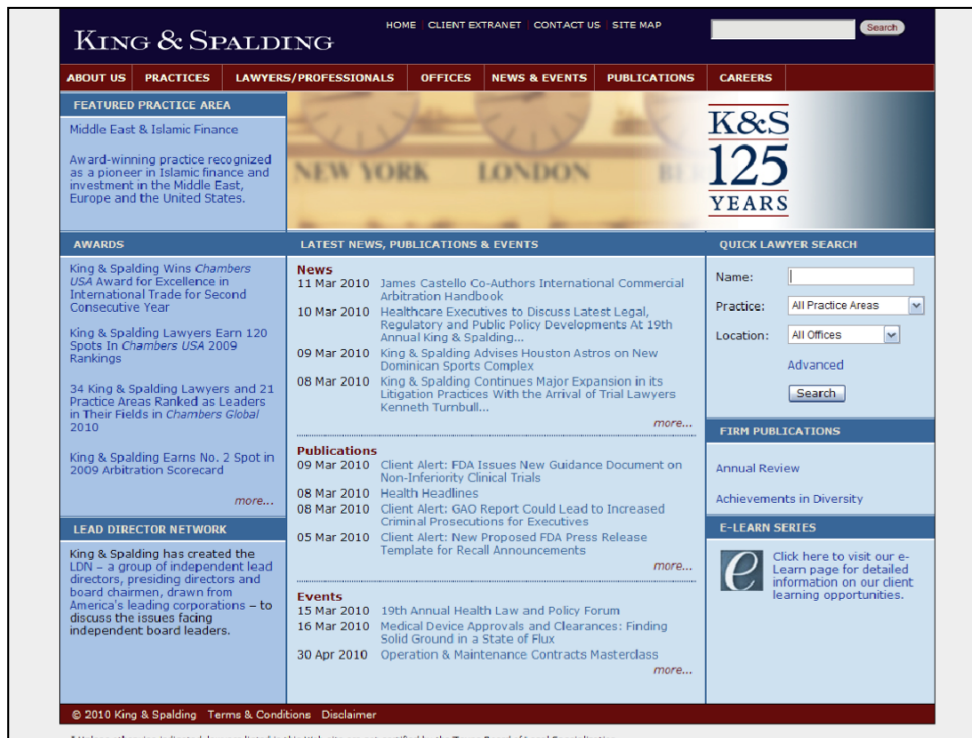 KING & SPALDING
HOME | CLIENT EXTRANET | CONTACT US | SITE MAP
Search
ABOUT US
PRACTICES
LAWYERS/PROFESSIONALS
OFFICES
NEWS & EVENTS
PUBLICATIONS
CAREERS
FEATURED PRACTICE AREA
Middle East & Islamic Finance
Award-winning practice recognized
as a pioneer in Islamic finance and
investment in the Middle East,
Europe and the United States.
NEW YORK
LONDON
K&S
125
YEARS
AWARDS
King & Spalding Wins Chambers
USA Award for Excellence in
International Trade for Second
Consecutive Year
King & Spalding Lawyers Earn 120
Spots In Chambers USA 2009
Rankings
34 King & Spalding Lawyers and 21
Practice Areas Ranked as Leaders
in Their Fields in Chambers Global
2010
King & Spalding Earns No. 2 Spot in
2009 Arbitration Scorecard
more...
LEAD DIRECTOR NETWORK
King & Spalding has created the
LDN – a group of independent lead
directors, presiding directors and
board chairmen, drawn from
America's leading corporations – to
discuss the issues facing
independent board leaders.
LATEST NEWS, PUBLICATIONS & EVENTS
News
11 Mar 2010 James Castello Co-Authors International Commercial
Arbitration Handbook
10 Mar 2010 Healthcare Executives to Discuss Latest Legal,
Regulatory and Public Policy Developments At 19th
Annual King & Spalding...
09 Mar 2010 King & Spalding Advises Houston Astros on New
Dominican Sports Complex
08 Mar 2010 King & Spalding Continues Major Expansion in its
Litigation Practices With the Arrival of Trial Lawyers
Kenneth Turnbull...
more...
Publications
09 Mar 2010 Client Alert: FDA Issues New Guidance Document on
Non-Inferiority Clinical Trials
08 Mar 2010 Health Headlines
08 Mar 2010 Client Alert: GAO Report Could Lead to Increased
Criminal Prosecutions for Executives
05 Mar 2010 Client Alert: New Proposed FDA Press Release
Template for Recall Announcements
more...
Events
15 Mar 2010 19th Annual Health Law and Policy Forum
16 Mar 2010 Medical Device Approvals and Clearances: Finding
Solid Ground in a State of Flux
30 Apr 2010 Operation & Maintenance Contracts Masterclass
more...
QUICK LAWYER SEARCH
Name:
Practice: All Practice Areas
Location: All Offices
Advanced
Search
FIRM PUBLICATIONS
Annual Review
Achievements in Diversity
E-LEARN SERIES
e
Click here to visit our e-
Learn page for detailed
information on our client
learning opportunities.
© 2010 King & Spalding Terms & Conditions Disclaimer